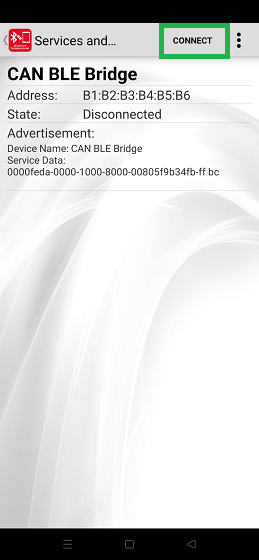 Services and... CONNECT
CAN BLE Bridge
Address: B1:B2:B3:B4:B5:B6
State: Disconnected
Advertisement:
Device Name: CAN BLE Bridge
Service Data:
0000feda-0000-1000-8000-00805f9b34fb-ff bc